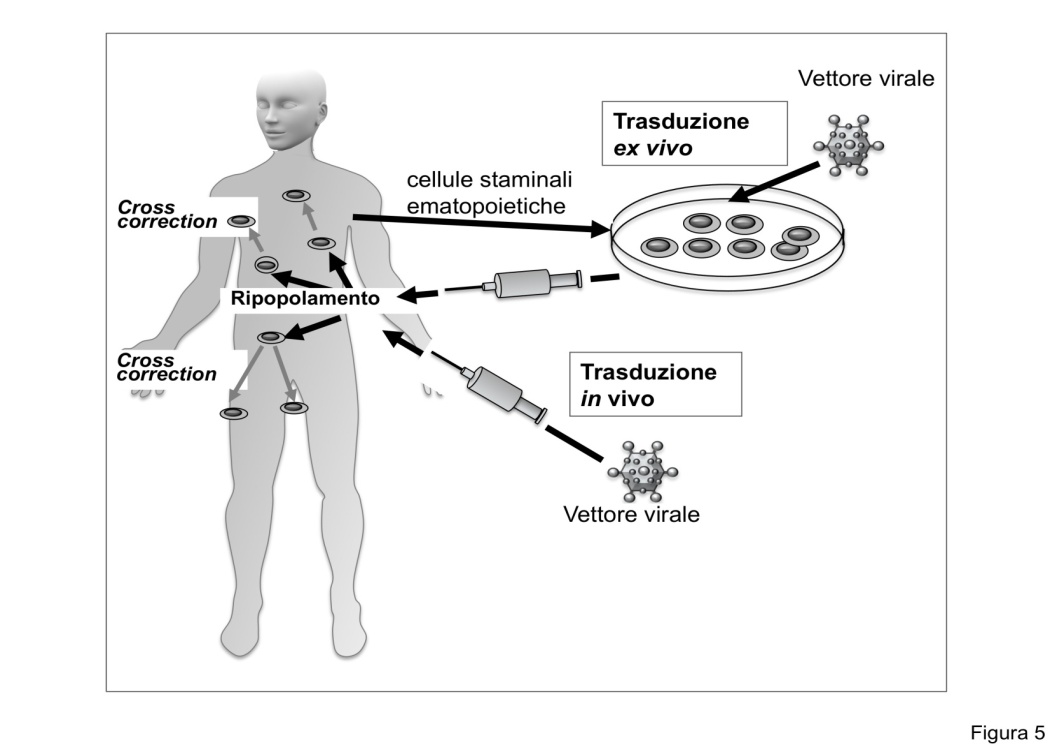 Vettore virale
Trasduzione
ex vivo
cellule staminali
ematopoietiche
Cross
correction
Ripopolamento
Cross
correction
Trasduzione
in vivo
Vettore virale
Figura 5